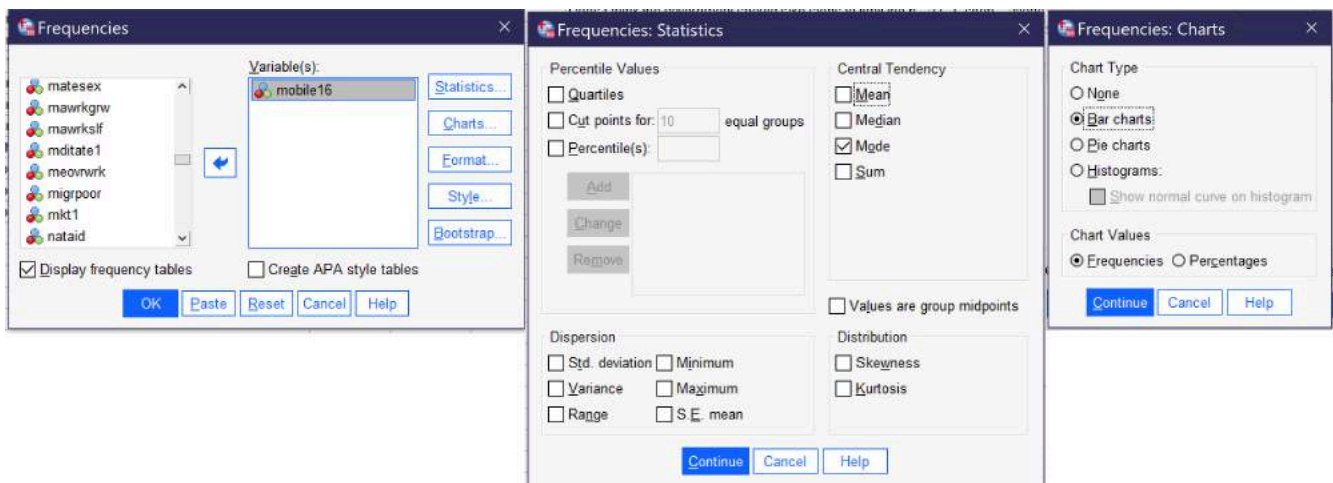 Frequencies
Variable(s):
matesex
mawrkgrw
mawrkslf
mditate1
meovrwrk
migrpoor
mkt1
nataid
mobile16
Statistics...
Charts...
Format...
Style...
Bootstrap...
Display frequency tables
Create APA style tables
OK Paste Reset Cancel Help
Frequencies: Statistics
Percentile Values
Quartiles
Cut points for: 10 equal groups
Percentile(s):
Add
Change
Remove
Central Tendency
Mean
Median
Mode
Sum
Values are group midpoints
Dispersion
Std. deviation Minimum
Variance Maximum
Range S.E. mean
Distribution
Skewness
Kurtosis
Continue Cancel Help
Frequencies: Charts
Chart Type
None
Bar charts
Pie charts
Histograms:
Show normal curve on histogram
Chart Values
Frequencies Percentages
Continue Cancel Help